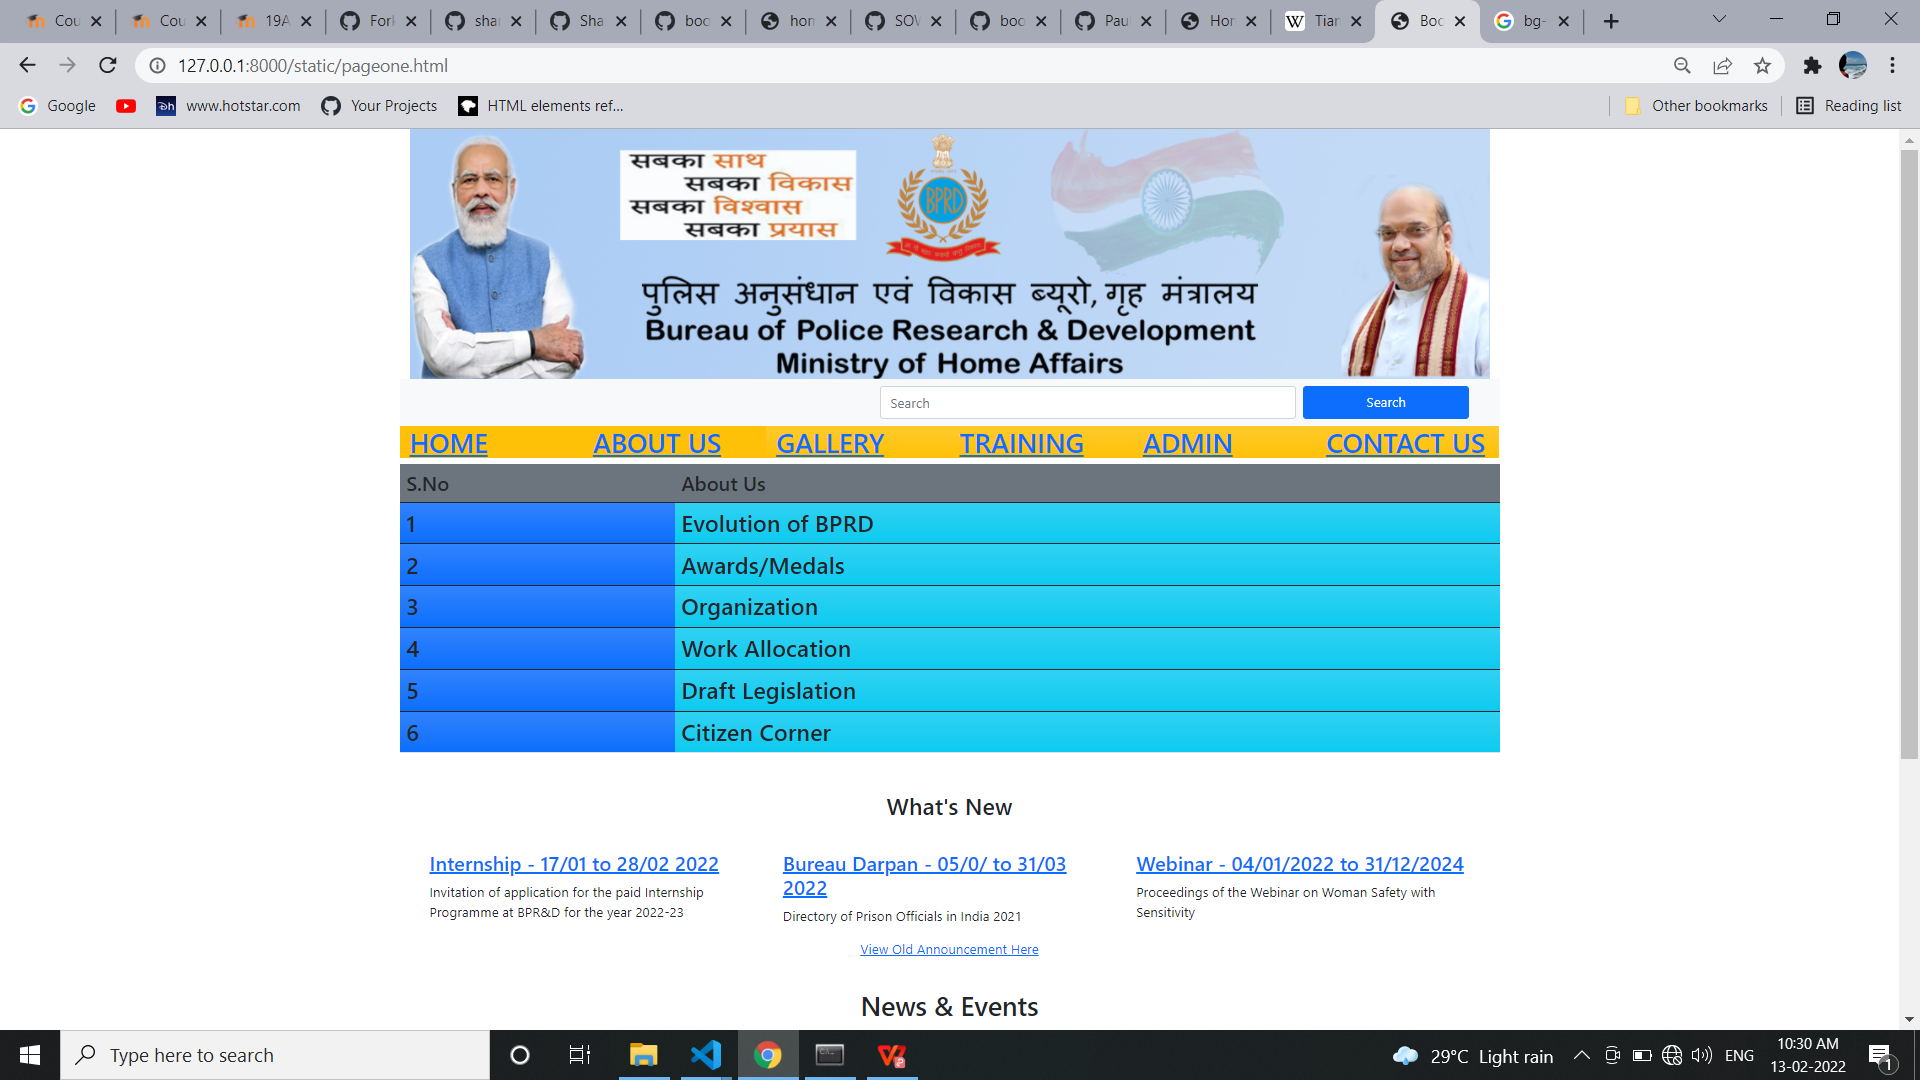 Cou
Cou
19A
Fork
shar
Sha
boo
hom
SOW
boo
Pau
Hor
Tian
Boo
bg-
127.0.0.1:8000/static/pageone.html
Google
www.hotstar.com
Your Projects
HTML elements ref...
Other bookmarks
Reading list
सबका साथ
सबका विकास
सबका विश्वास
सबका प्रयास
BPRD
पुलिस अनुसंधान एवं विकास ब्यूरो, गृह मंत्रालय
Bureau of Police Research & Development
Ministry of Home Affairs
Search
Search
HOME ABOUT US GALLERY TRAINING ADMIN CONTACT US
S.No About Us
1 Evolution of BPRD
2 Awards/Medals
3 Organization
4 Work Allocation
5 Draft Legislation
6 Citizen Corner
What's New
Internship - 17/01 to 28/02 2022
Invitation of application for the paid Internship
Programme at BPR&D for the year 2022-23
Bureau Darpan - 05/0/ to 31/03
2022
Directory of Prison Officials in India 2021
Webinar - 04/01/2022 to 31/12/2024
Proceedings of the Webinar on Woman Safety with
Sensitivity
View Old Announcement Here
News & Events
Type here to search
29°C Light rain
ENG
10:30 AM
13-02-2022
1